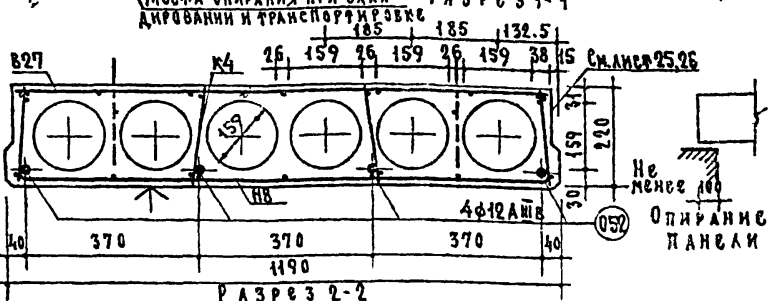 ДИРОВАНИИ И ТРАНСПОРТИРОВКЕ
185 185 132.5
26 159 26 159 26 159 38 15
В27
К4
См. лист 25,26
159
31
159
30
220
Не менее 100
Н8
4ф12АIIIв
052
Опирание панели
40 370 370 370 40
1190
РАЗРЕЗ 2-2